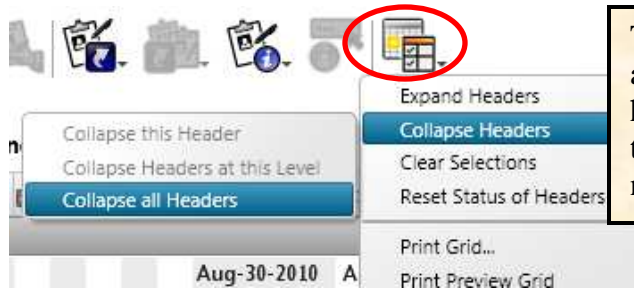 Expand Headers
Collapse Headers
Clear Selections
Reset Status of Headers
Print Grid...
Print Preview Grid
Collapse this Header
Collapse Headers at this Level
Collapse all Headers
Aug-30-2010 A